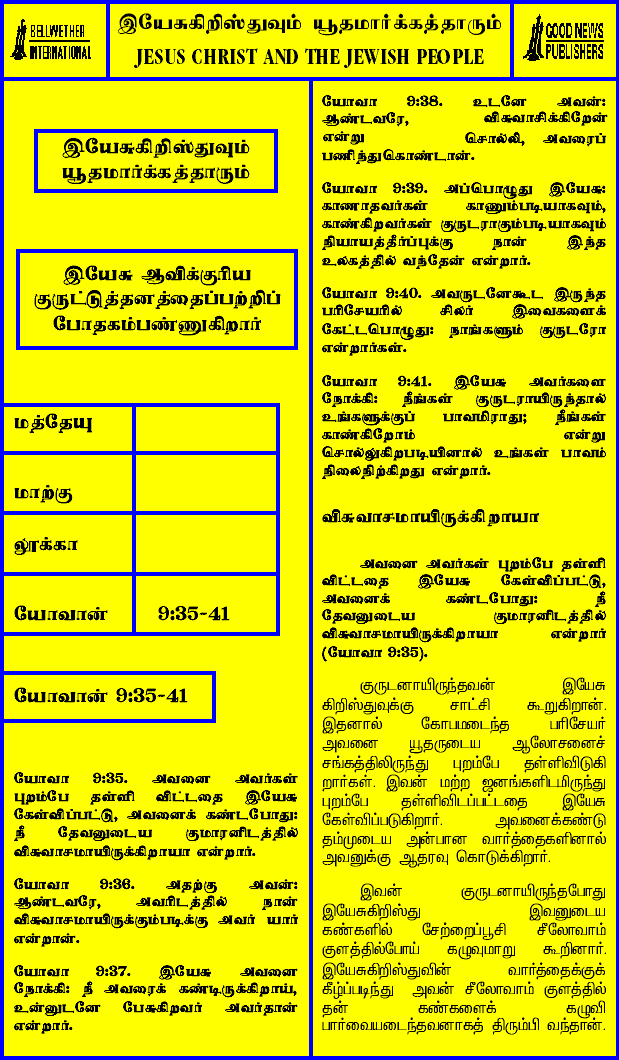 BELLWETHER
INTERNATIONAL
இயேசுகிறிஸ்துவும் யூதமார்க்கத்தாரும்
JESUS CHRIST AND THE JEWISH PEOPLE
GOOD NEWS
PUBLISHERS
இயேசுகிறிஸ்துவும்
யூதமார்க்கத்தாரும்
இயேசு ஆவிக்குரிய
குருட்டுத்தனத்தைப்பற்றிப்
போதகம்பண்ணுகிறார்
மத்தேயு
மாற்கு
லூக்கா
யோவான் 9:35-41
யோவான் 9:35-41
யோவா 9:35. அவனை அவர்கள்
புறம்பே தள்ளி விட்டதை இயேசு
கேள்விப்பட்டு, அவனைக் கண்டபோது:
நீ தேவனுடைய குமாரனிடத்தில்
விசுவாசமாயிருக்கிறாயா என்றார்.
யோவா 9:36. அதற்கு அவன்:
ஆண்டவரே, அவரிடத்தில் நான்
விசுவாசமாயிருக்கும்படிக்கு அவர் யார்
என்றான்.
யோவா 9:37. இயேசு அவனை
நோக்கி: நீ அவரைக் கண்டிருக்கிறாய்,
உன்னுடனே பேசுகிறவர் அவர்தான்
என்றார்.
யோவா 9:38. உடனே அவன்:
ஆண்டவரே, விசுவாசிக்கிறேன்
என்று சொல்லி, அவரைப்
பணிந்துகொண்டான்.
யோவா 9:39. அப்பொழுது இயேசு:
காணாதவர்கள் காணும்படியாகவும்,
காண்கிறவர்கள் குருடராகும்படியாகவும்
நியாயத்தீர்ப்புக்கு நான் இந்த
உலகத்தில் வந்தேன் என்றார்.
யோவா 9:40. அவருடனேகூட இருந்த
பரிசேயரில் சிலர் இவைகளைக்
கேட்டபொழுது: நாங்களும் குருடரோ
என்றார்கள்.
யோவா 9:41. இயேசு அவர்களை
நோக்கி: நீங்கள் குருடராயிருந்தால்
உங்களுக்குப் பாவமிராது; நீங்கள்
காண்கிறோம் என்று
சொல்லுகிறபடியினால் உங்கள் பாவம்
நிலைநிற்கிறது என்றார்.
விசுவாசமாயிருக்கிறாயா
அவனை அவர்கள் புறம்பே தள்ளி
விட்டதை இயேசு கேள்விப்பட்டு,
அவனைக் கண்டபோது: நீ
தேவனுடைய குமாரனிடத்தில்
விசுவாசமாயிருக்கிறாயா என்றார்
(யோவா 9:35).
குருடனாயிருந்தவன் இயேசு
கிறிஸ்துவுக்கு சாட்சி கூறுகிறான்.
இதனால் கோபமடைந்த பரிசேயர்
அவனை யூதருடைய ஆலோசனைச்
சங்கத்திலிருந்து புறம்பே தள்ளிவிடுகி
றார்கள். இவன் மற்ற ஜனங்களிடமிருந்து
புறம்பே தள்ளிவிடப்பட்டதை இயேசு
கேள்விப்படுகிறார். அவனைக்கண்டு
தம்முடைய அன்பான வார்த்தைகளினால்
அவனுக்கு ஆதரவு கொடுக்கிறார்.
இவன் குருடனாயிருந்தபோது
இயேசுகிறிஸ்து இவனுடைய
கண்களில் சேற்றைப்பூசி சீலோவாம்
குளத்தில்போய் கழுவுமாறு கூறினார்.
இயேசுகிறிஸ்துவின் வார்த்தைக்குக்
கீழ்ப்படிந்து அவன் சீலோவாம் குளத்தில்
தன் கண்களைக் கழுவி
பார்வையடைந்தவனாகத் திரும்பி வந்தான்.